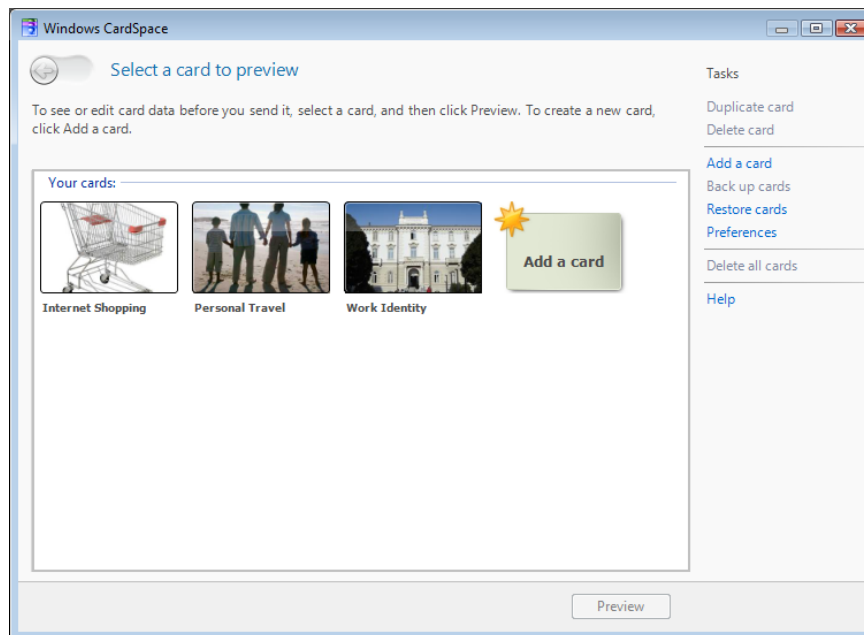 Windows CardSpace
Select a card to preview
To see or edit card data before you send it, select a card, and then click Preview. To create a new card,
click Add a card.
Your cards:
Internet Shopping
Personal Travel
Work Identity
Add a card
Tasks
Duplicate card
Delete card
Add a card
Back up cards
Restore cards
Preferences
Delete all cards
Help
Preview